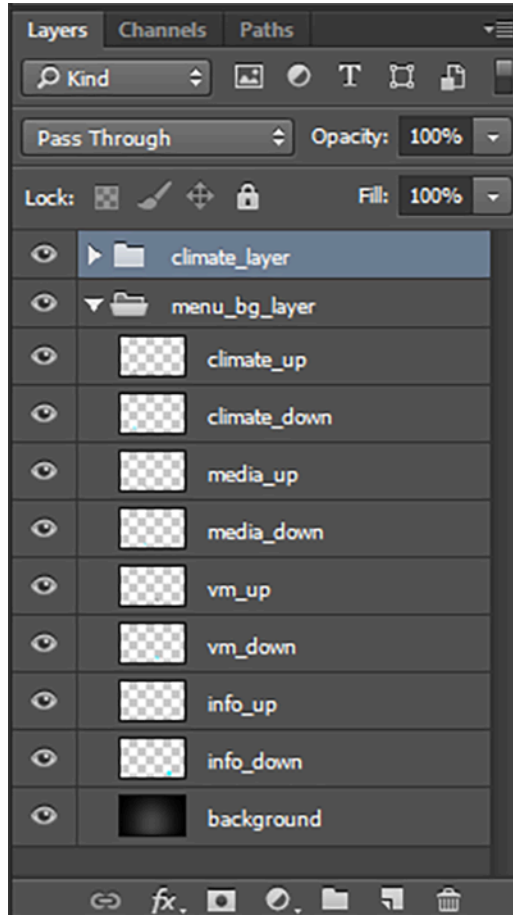 Layers Channels Paths
Kind T
Pass Through Opacity: 100%
Lock: Fill: 100%
climate_layer
menu_bg_layer
climate_up
climate_down
media_up
media_down
vm_up
vm_down
info_up
info_down
background
fx.